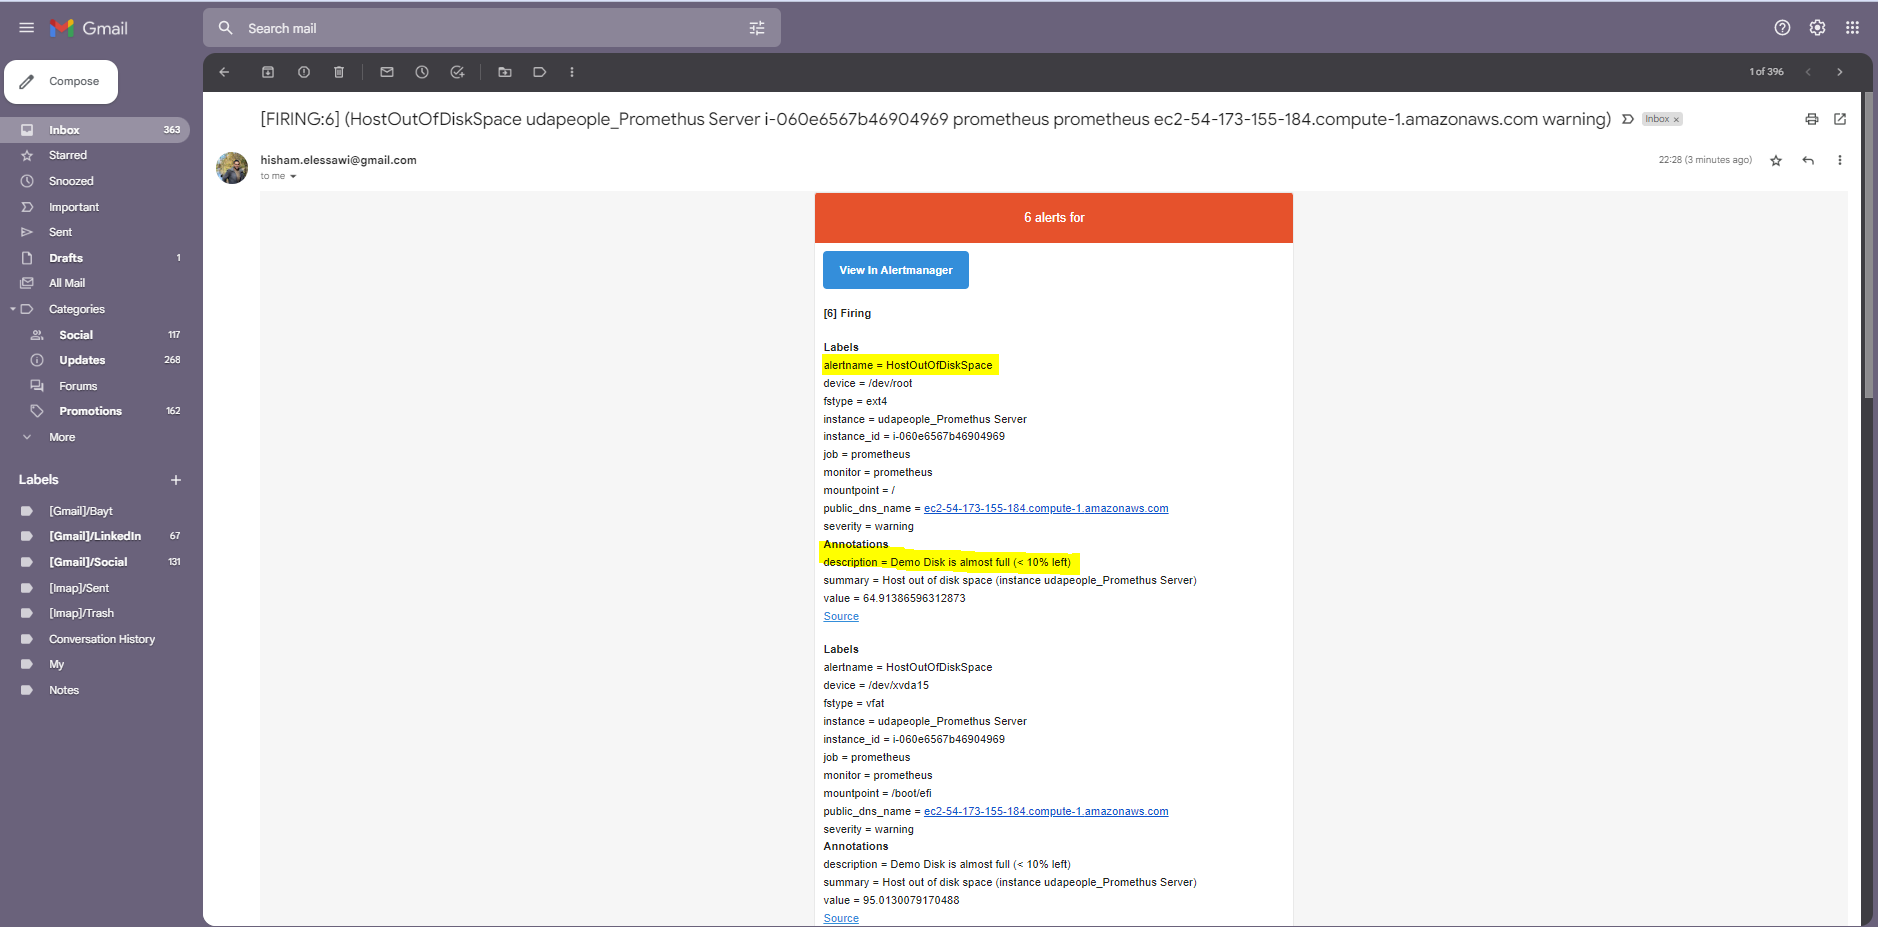 Gmail
Search mail
Compose
1 of 396
Inbox 363
Starred
Snoozed
Important
Sent
Drafts 1
All Mail
Categories
Social 117
Updates 268
Forums
Promotions 162
More
Labels
[Gmail]/Bayt
[Gmail]/LinkedIn 67
[Gmail]/Social 131
[Imap]/Sent
[Imap]/Trash
Conversation History
My
Notes
[FIRING:6] (HostOutOfDiskSpace udapeople_Promethus Server i-060e6567b46904969 prometheus prometheus ec2-54-173-155-184.compute-1.amazonaws.com warning) Inbox ×
hisham.elessawi@gmail.com 22:28 (3 minutes ago)
to me
6 alerts for
View In Alertmanager
[6] Firing
Labels
alertname = HostOutOfDiskSpace
device = /dev/root
fstype = ext4
instance = udapeople_Promethus Server
instance_id = i-060e6567b46904969
job = prometheus
monitor = prometheus
mountpoint = /
public_dns_name = ec2-54-173-155-184.compute-1.amazonaws.com
severity = warning
Annotations
description = Demo Disk is almost full (< 10% left)
summary = Host out of disk space (instance udapeople_Promethus Server)
value = 64.91386596312873
Source
Labels
alertname = HostOutOfDiskSpace
device = /dev/xvda15
fstype = vfat
instance = udapeople_Promethus Server
instance_id = i-060e6567b46904969
job = prometheus
monitor = prometheus
mountpoint = /boot/efi
public_dns_name = ec2-54-173-155-184.compute-1.amazonaws.com
severity = warning
Annotations
description = Demo Disk is almost full (< 10% left)
summary = Host out of disk space (instance udapeople_Promethus Server)
value = 95.0130079170488
Source